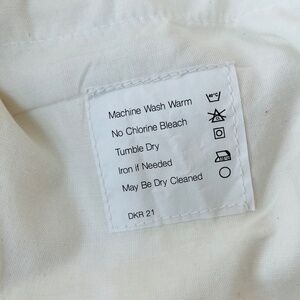 Machine Wash Warm
No Chlorine Bleach
Tumble Dry
Iron if Needed
May Be Dry Cleaned
DKR 21